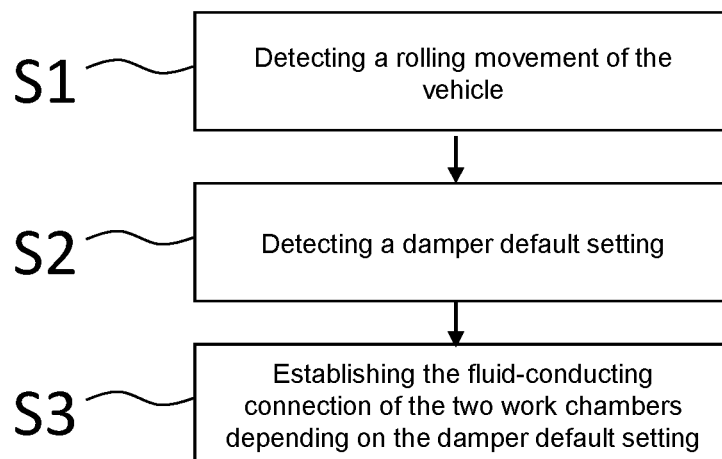 S1
Detecting a rolling movement of the
vehicle
S2
Detecting a damper default setting
S3
Establishing the fluid-conducting
connection of the two work chambers
depending on the damper default setting